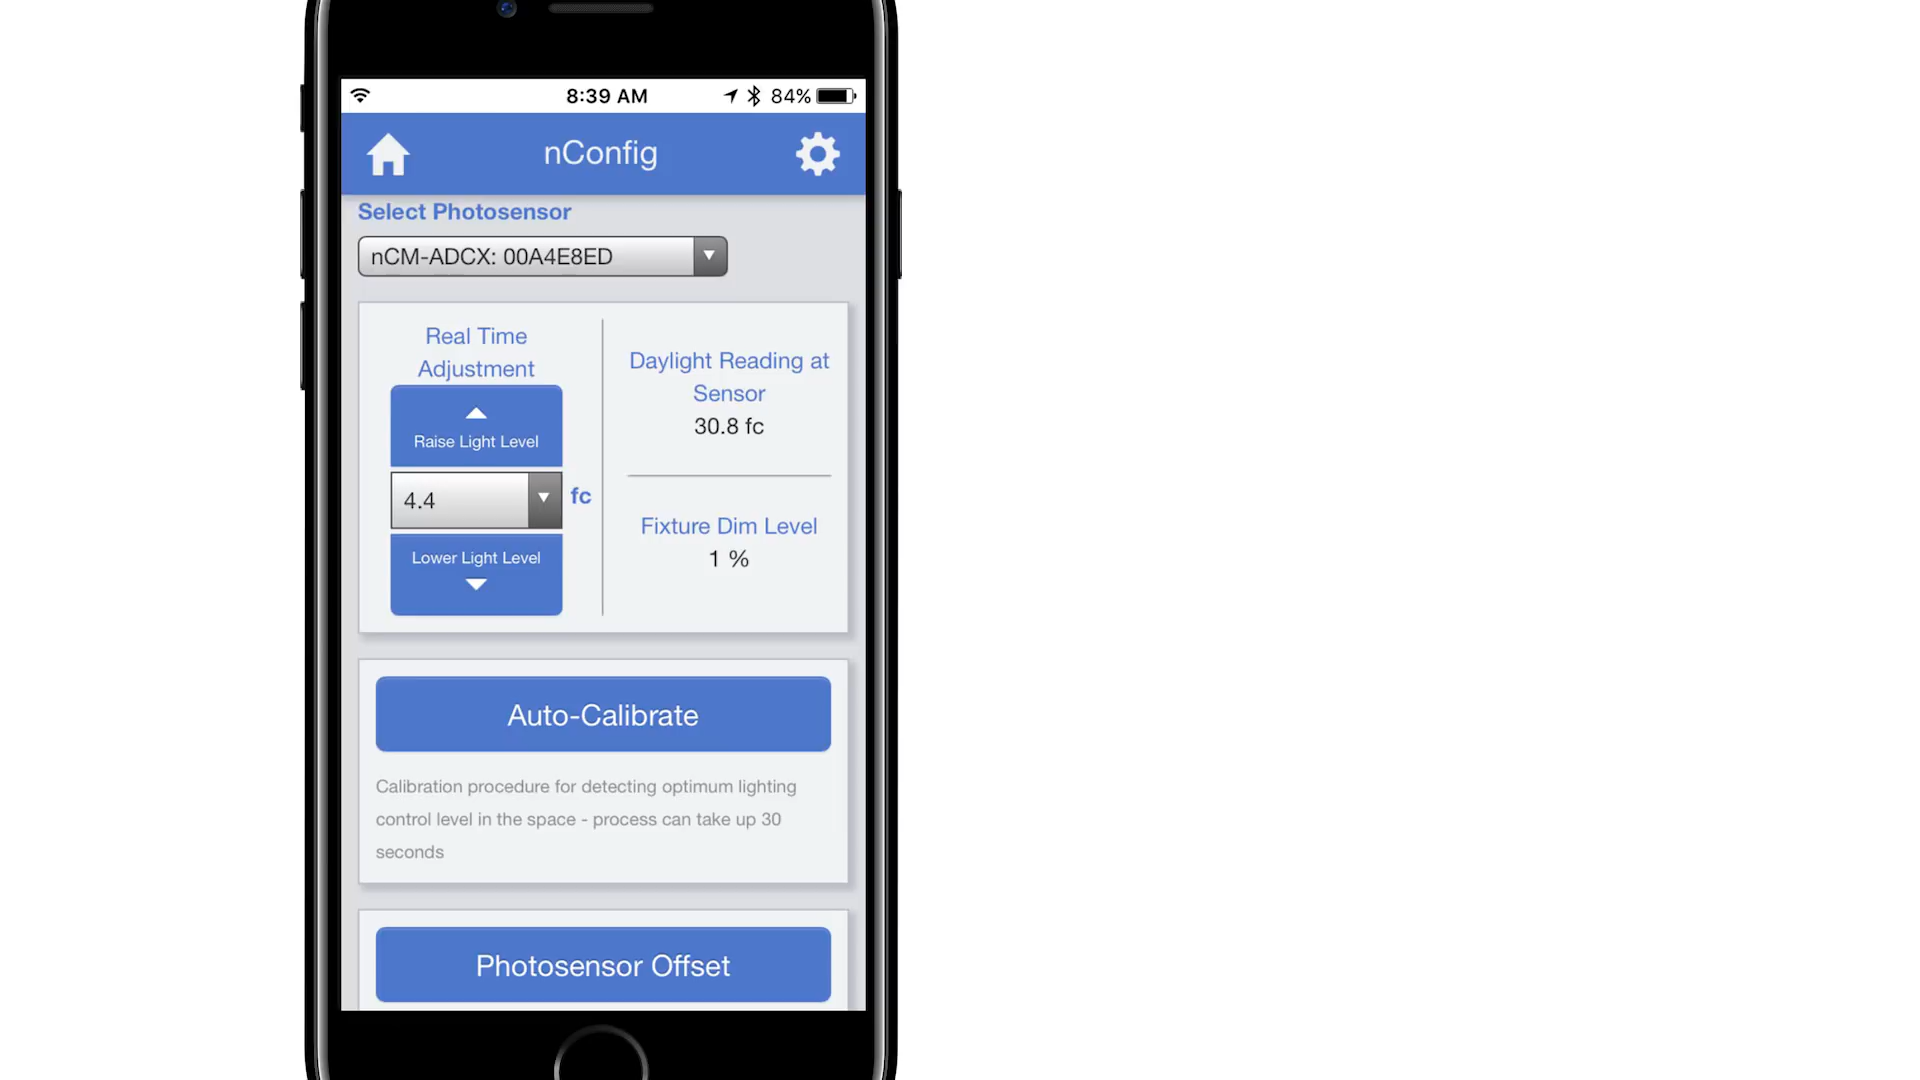 8:39 AM
84%
nConfig
Select Photosensor
nCM-ADCX: 00A4E8ED
Real Time
Adjustment
Raise Light Level
4.4
fc
Lower Light Level
Daylight Reading at
Sensor
30.8 fc
Fixture Dim Level
1 %
Auto-Calibrate
Calibration procedure for detecting optimum lighting
control level in the space - process can take up 30
seconds
Photosensor Offset